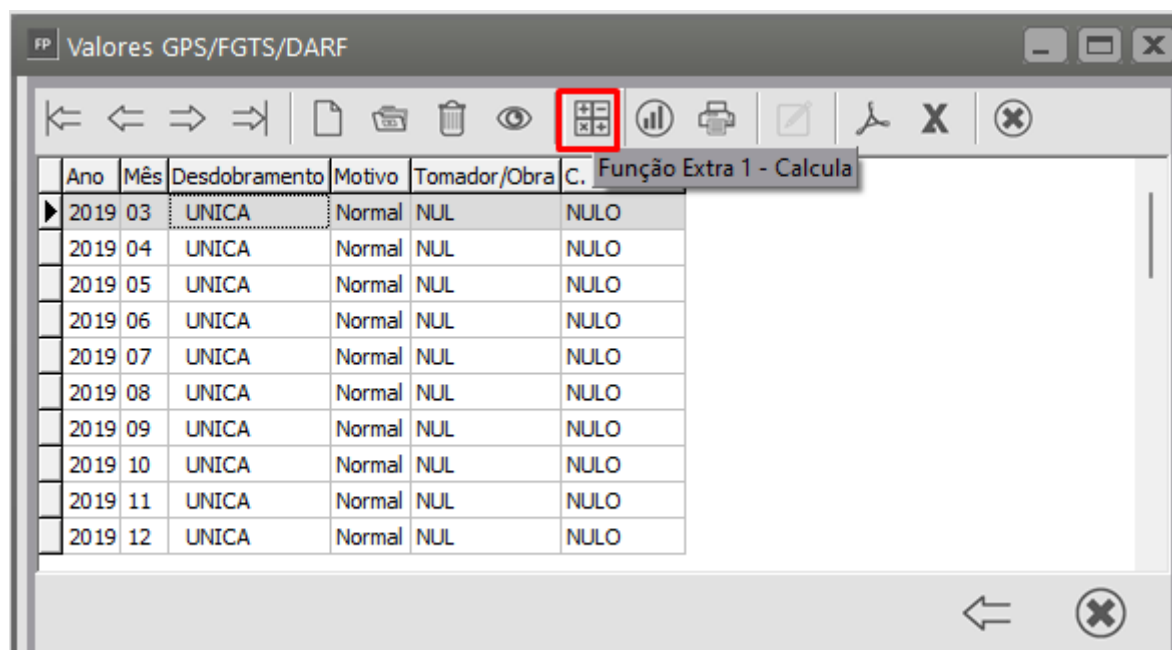 FP Valores GPS/FGTS/DARF
X
Função Extra 1 - Calcula
Ano Mês Desdobramento Motivo Tomador/Obra C.
2019 03 UNICA Normal NUL NULO
2019 04 UNICA Normal NUL NULO
2019 05 UNICA Normal NUL NULO
2019 06 UNICA Normal NUL NULO
2019 07 UNICA Normal NUL NULO
2019 08 UNICA Normal NUL NULO
2019 09 UNICA Normal NUL NULO
2019 10 UNICA Normal NUL NULO
2019 11 UNICA Normal NUL NULO
2019 12 UNICA Normal NUL NULO